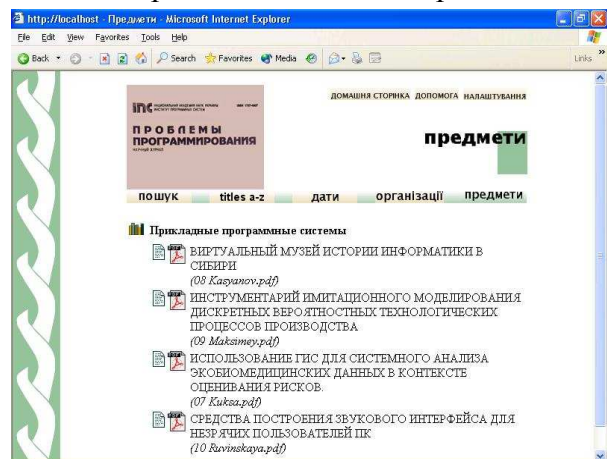 http://localhost - Предмети - Microsoft Internet Explorer
File Edit View Favorites Tools Help
Back Search Favorites Media Links
ДОМАШНЯ СТОРІНКА ДОПОМОГА НАЛАШТУВАННЯ
ПРОБЛЕМЫ
ПРОГРАММИРОВАНИЯ
предмети
пошук titles a-z дати організації предмети
Прикладные программные системы
ВИРТУАЛЬНЫЙ МУЗЕЙ ИСТОРИИ ИНФОРМАТИКИ В
СИБИРИ
(08 Kasyanov.pdf)
ИНСТРУМЕНТАРИЙ ИМИТАЦИОННОГО МОДЕЛИРОВАНИЯ
ДИСКРЕТНЫХ ВЕРОЯТНОСТНЫХ ТЕХНОЛОГИЧЕСКИХ
ПРОЦЕССОВ ПРОИЗВОДСТВА
(09 Maksimey.pdf)
ИСПОЛЬЗОВАНИЕ ГИС ДЛЯ СИСТЕМНОГО АНАЛИЗА
ЭКОБИОМЕДИЦИНСКИХ ДАННЫХ В КОНТЕКСТЕ
ОЦЕНИВАНИЯ РИСКОВ.
(07 Kuksa.pdf)
СРЕДСТВА ПОСТРОЕНИЯ ЗВУКОВОГО ИНТЕРФЕЙСА ДЛЯ
НЕЗРЯЧИХ ПОЛЬЗОВАТЕЛЕЙ ПК
(10 Ruvinskaya.pdf)